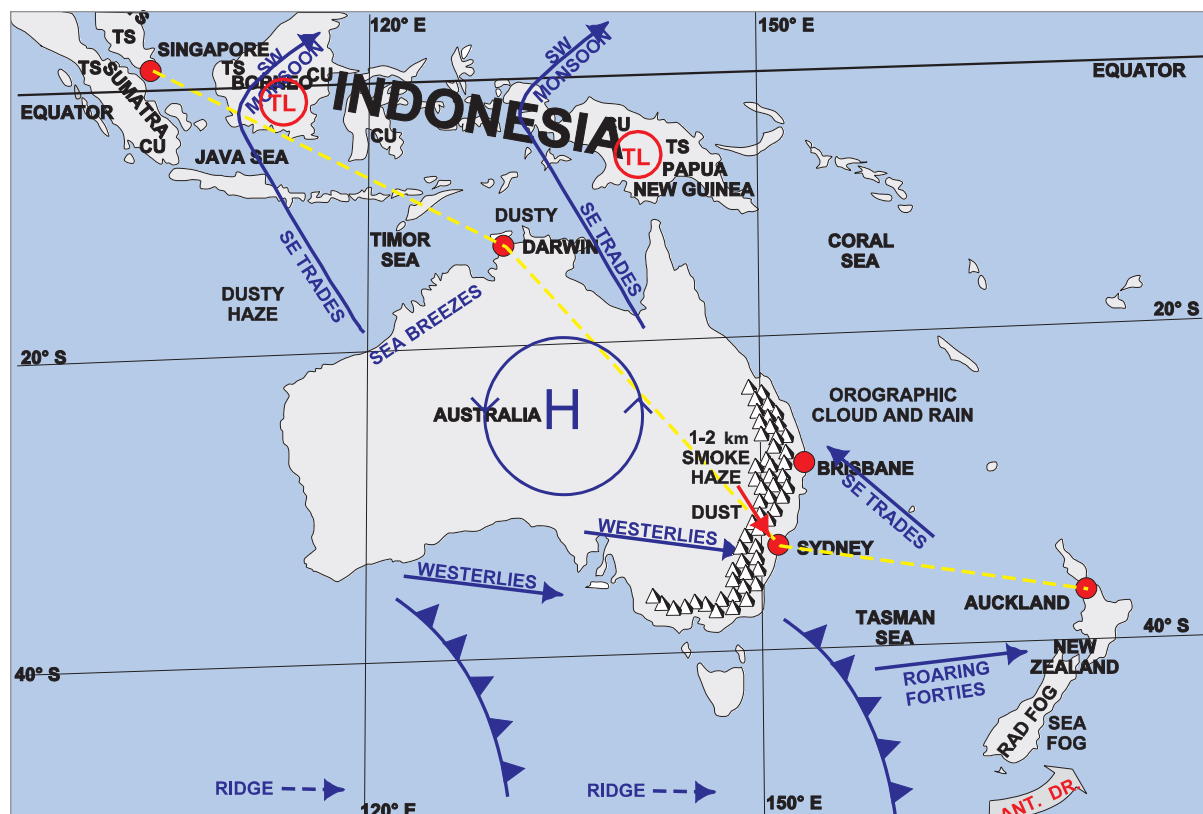 TS
120° E
150° E
TS
SINGAPORE
SW
MONSOON
SW
MONSOON
TS
SUMATRA
TS
BORNEO
CU
INDONESIA
EQUATOR
EQUATOR
TL
CU
CU
JAVA SEA
TL
TS
PAPUA
NEW GUINEA
CU
DUSTY
DARWIN
TIMOR
SEA
CORAL
SEA
SE TRADES
SE TRADES
DUSTY
HAZE
SEA BREEZES
20° S
20° S
AUSTRALIA
H
OROGRAPHIC
CLOUD AND RAIN
1-2 km
SMOKE
HAZE
BRISBANE
SE TRADES
DUST
WESTERLIES
SYDNEY
WESTERLIES
AUCKLAND
TASMAN
SEA
40° S
40° S
NEW
ZEALAND
ROARING
FORTIES
RAD FOG
SEA
FOG
RIDGE
RIDGE
120° E
150° E
ANT. DR.